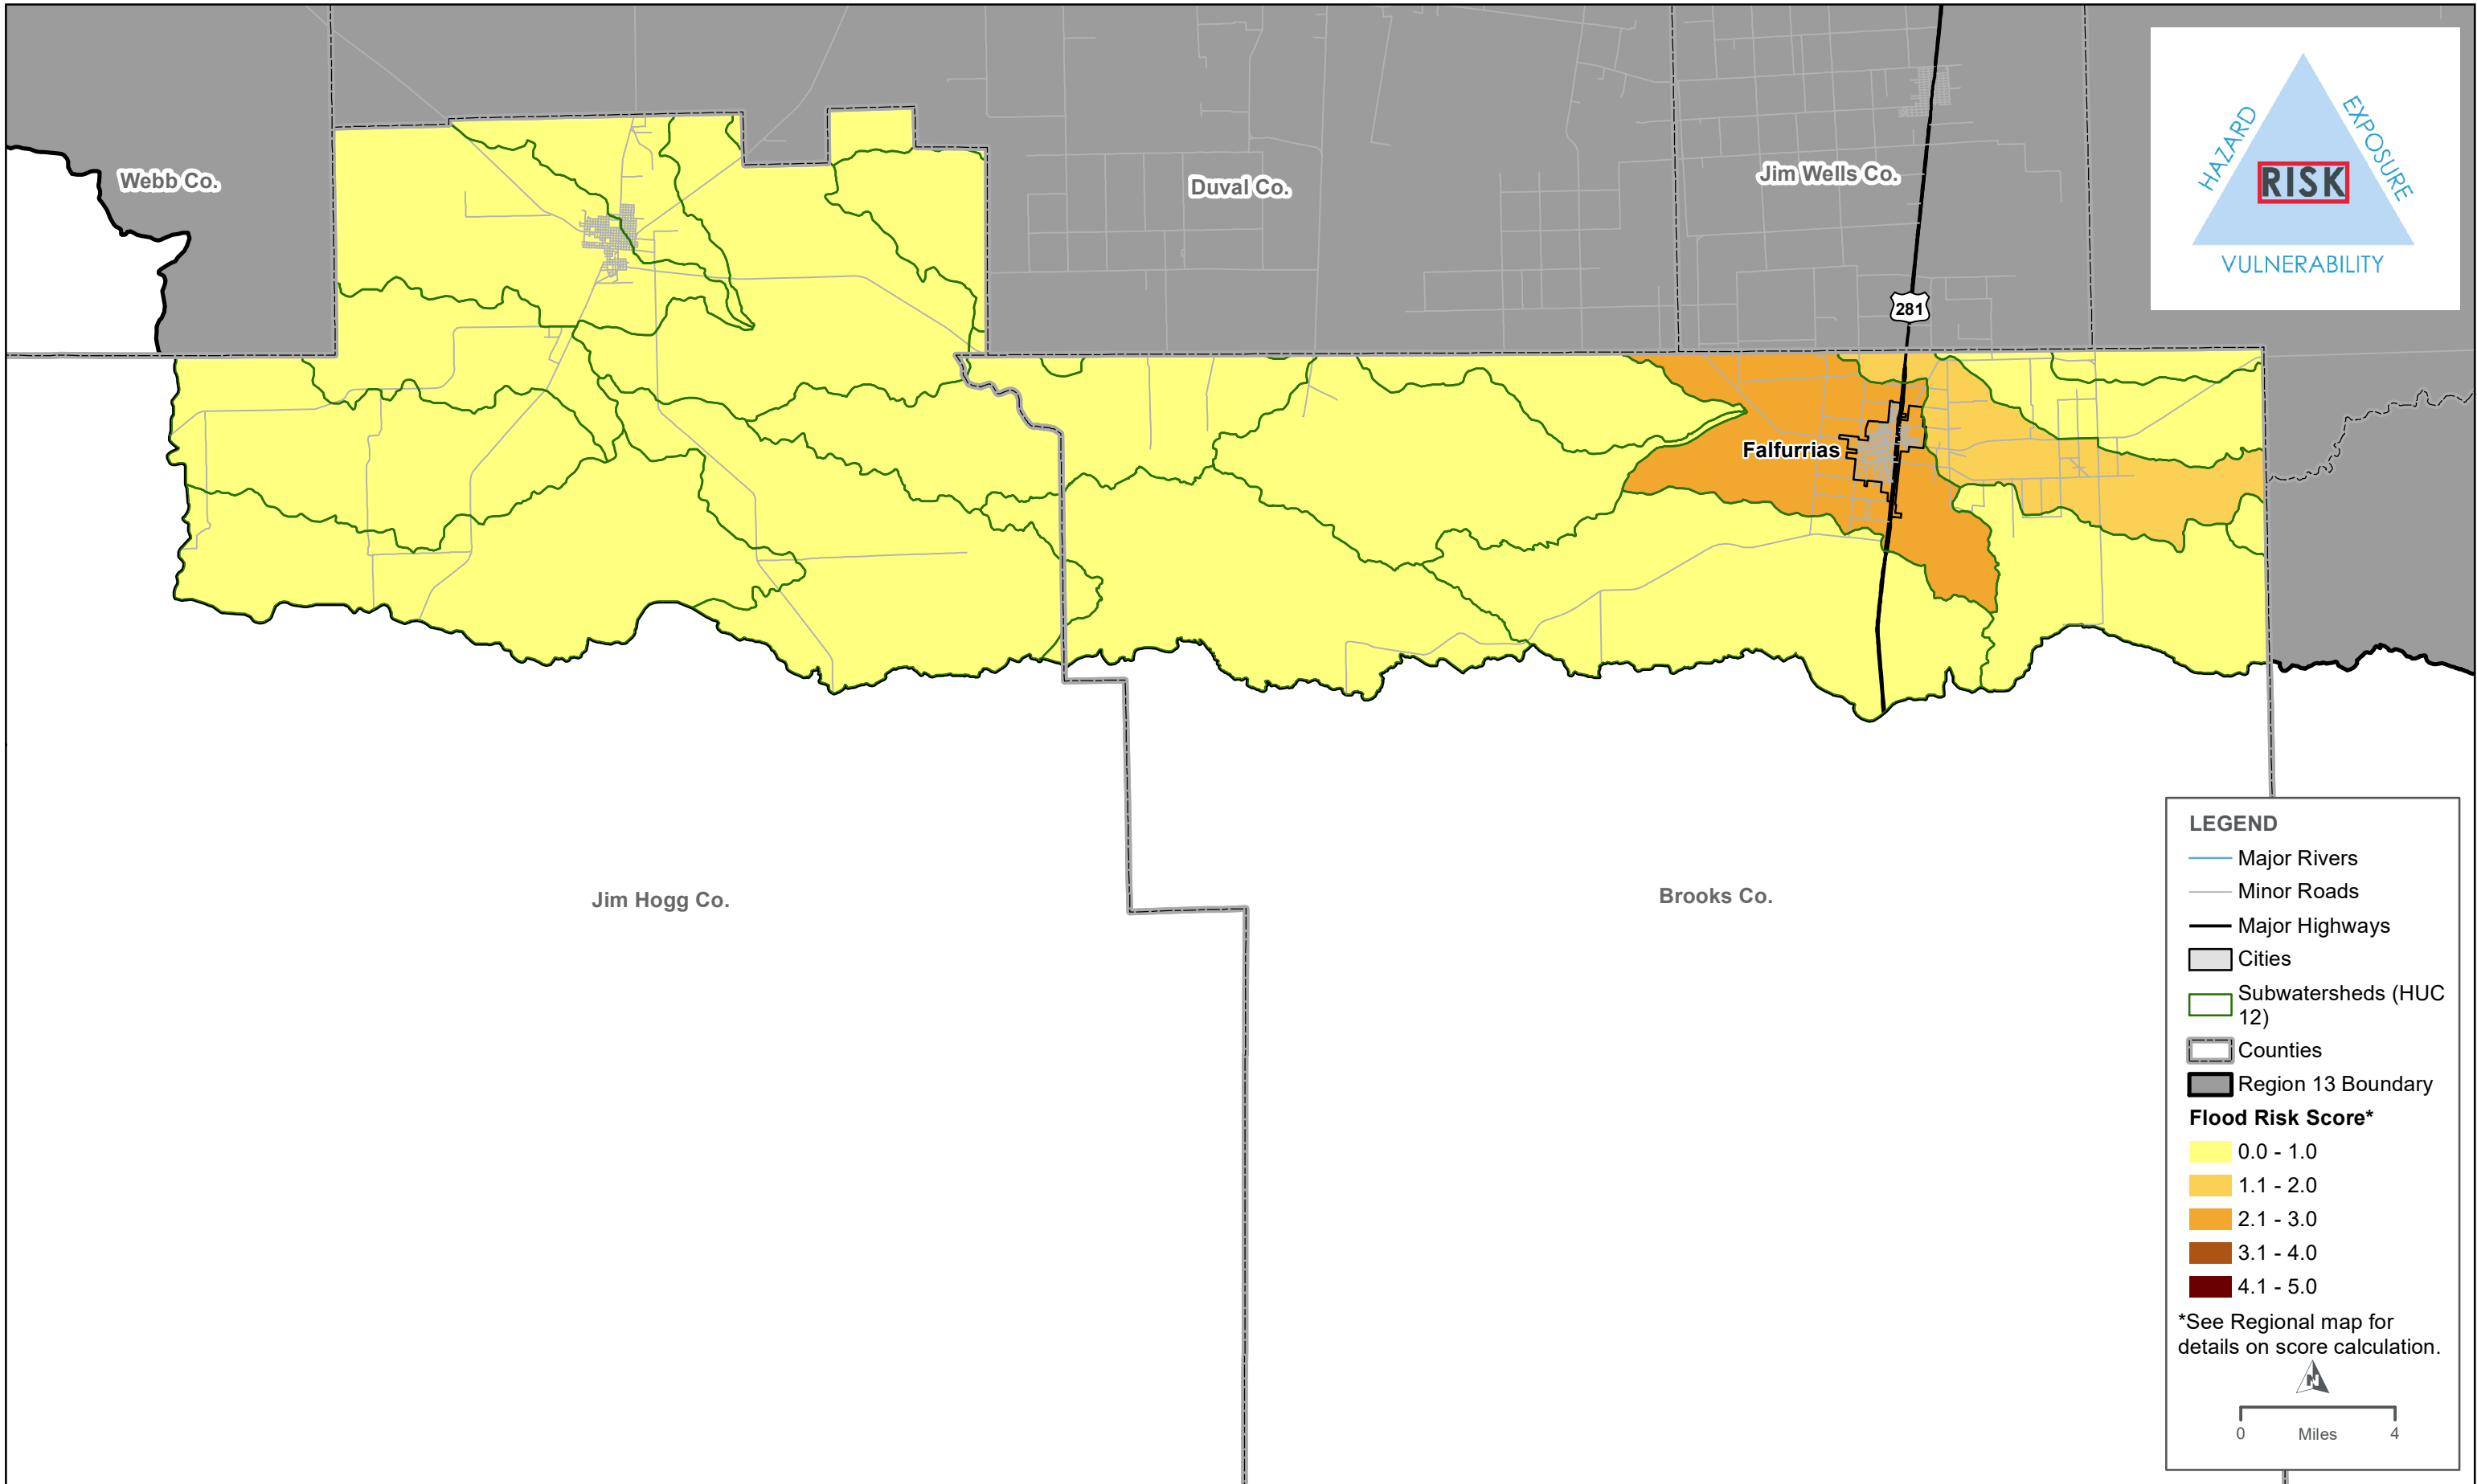 Webb Co.
Duval Co.
Jim Wells Co.
HAZARD
EXPOSURE
RISK
VULNERABILITY
281
Falfurrias
Jim Hogg Co.
Brooks Co.
LEGEND
Major Rivers
Minor Roads
Major Highways
Cities
Subwatersheds (HUC
12)
Counties
Region 13 Boundary
Flood Risk Score*
0.0 - 1.0
1.1 - 2.0
2.1 - 3.0
3.1 - 4.0
4.1 - 5.0
*See Regional map for
details on score calculation.
N
0 Miles 4